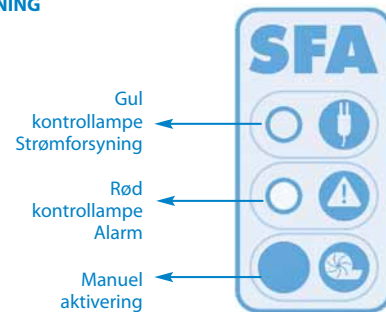 NING
SFA
Gul
kontrollampe
Strømforsyning
Rød
kontrollampe
Alarm
Manuel
aktivering